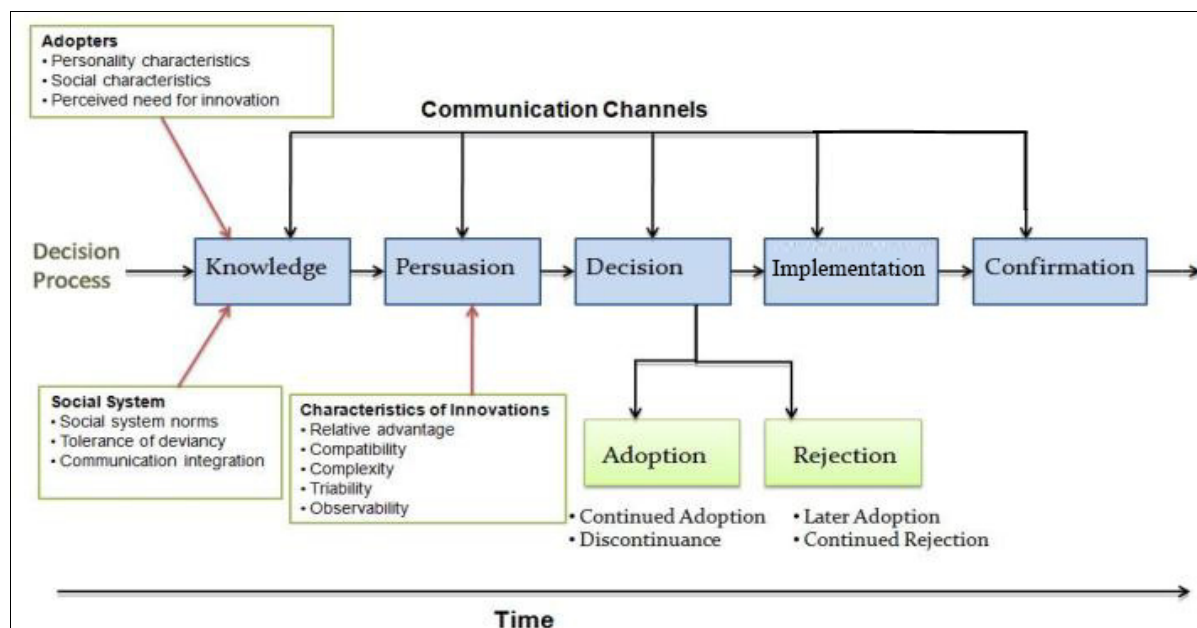 Adopters
• Personality characteristics
• Social characteristics
• Perceived need for innovation
Communication Channels
Decision
Process
Knowledge
Persuasion
Decision
Implementation
Confirmation
Social System
• Social system norms
• Tolerance of deviancy
• Communication integration
Characteristics of Innovations
• Relative advantage
• Compatibility
• Complexity
• Triability
• Observability
Adoption
Rejection
• Continued Adoption
• Discontinuance
• Later Adoption
• Continued Rejection
Time